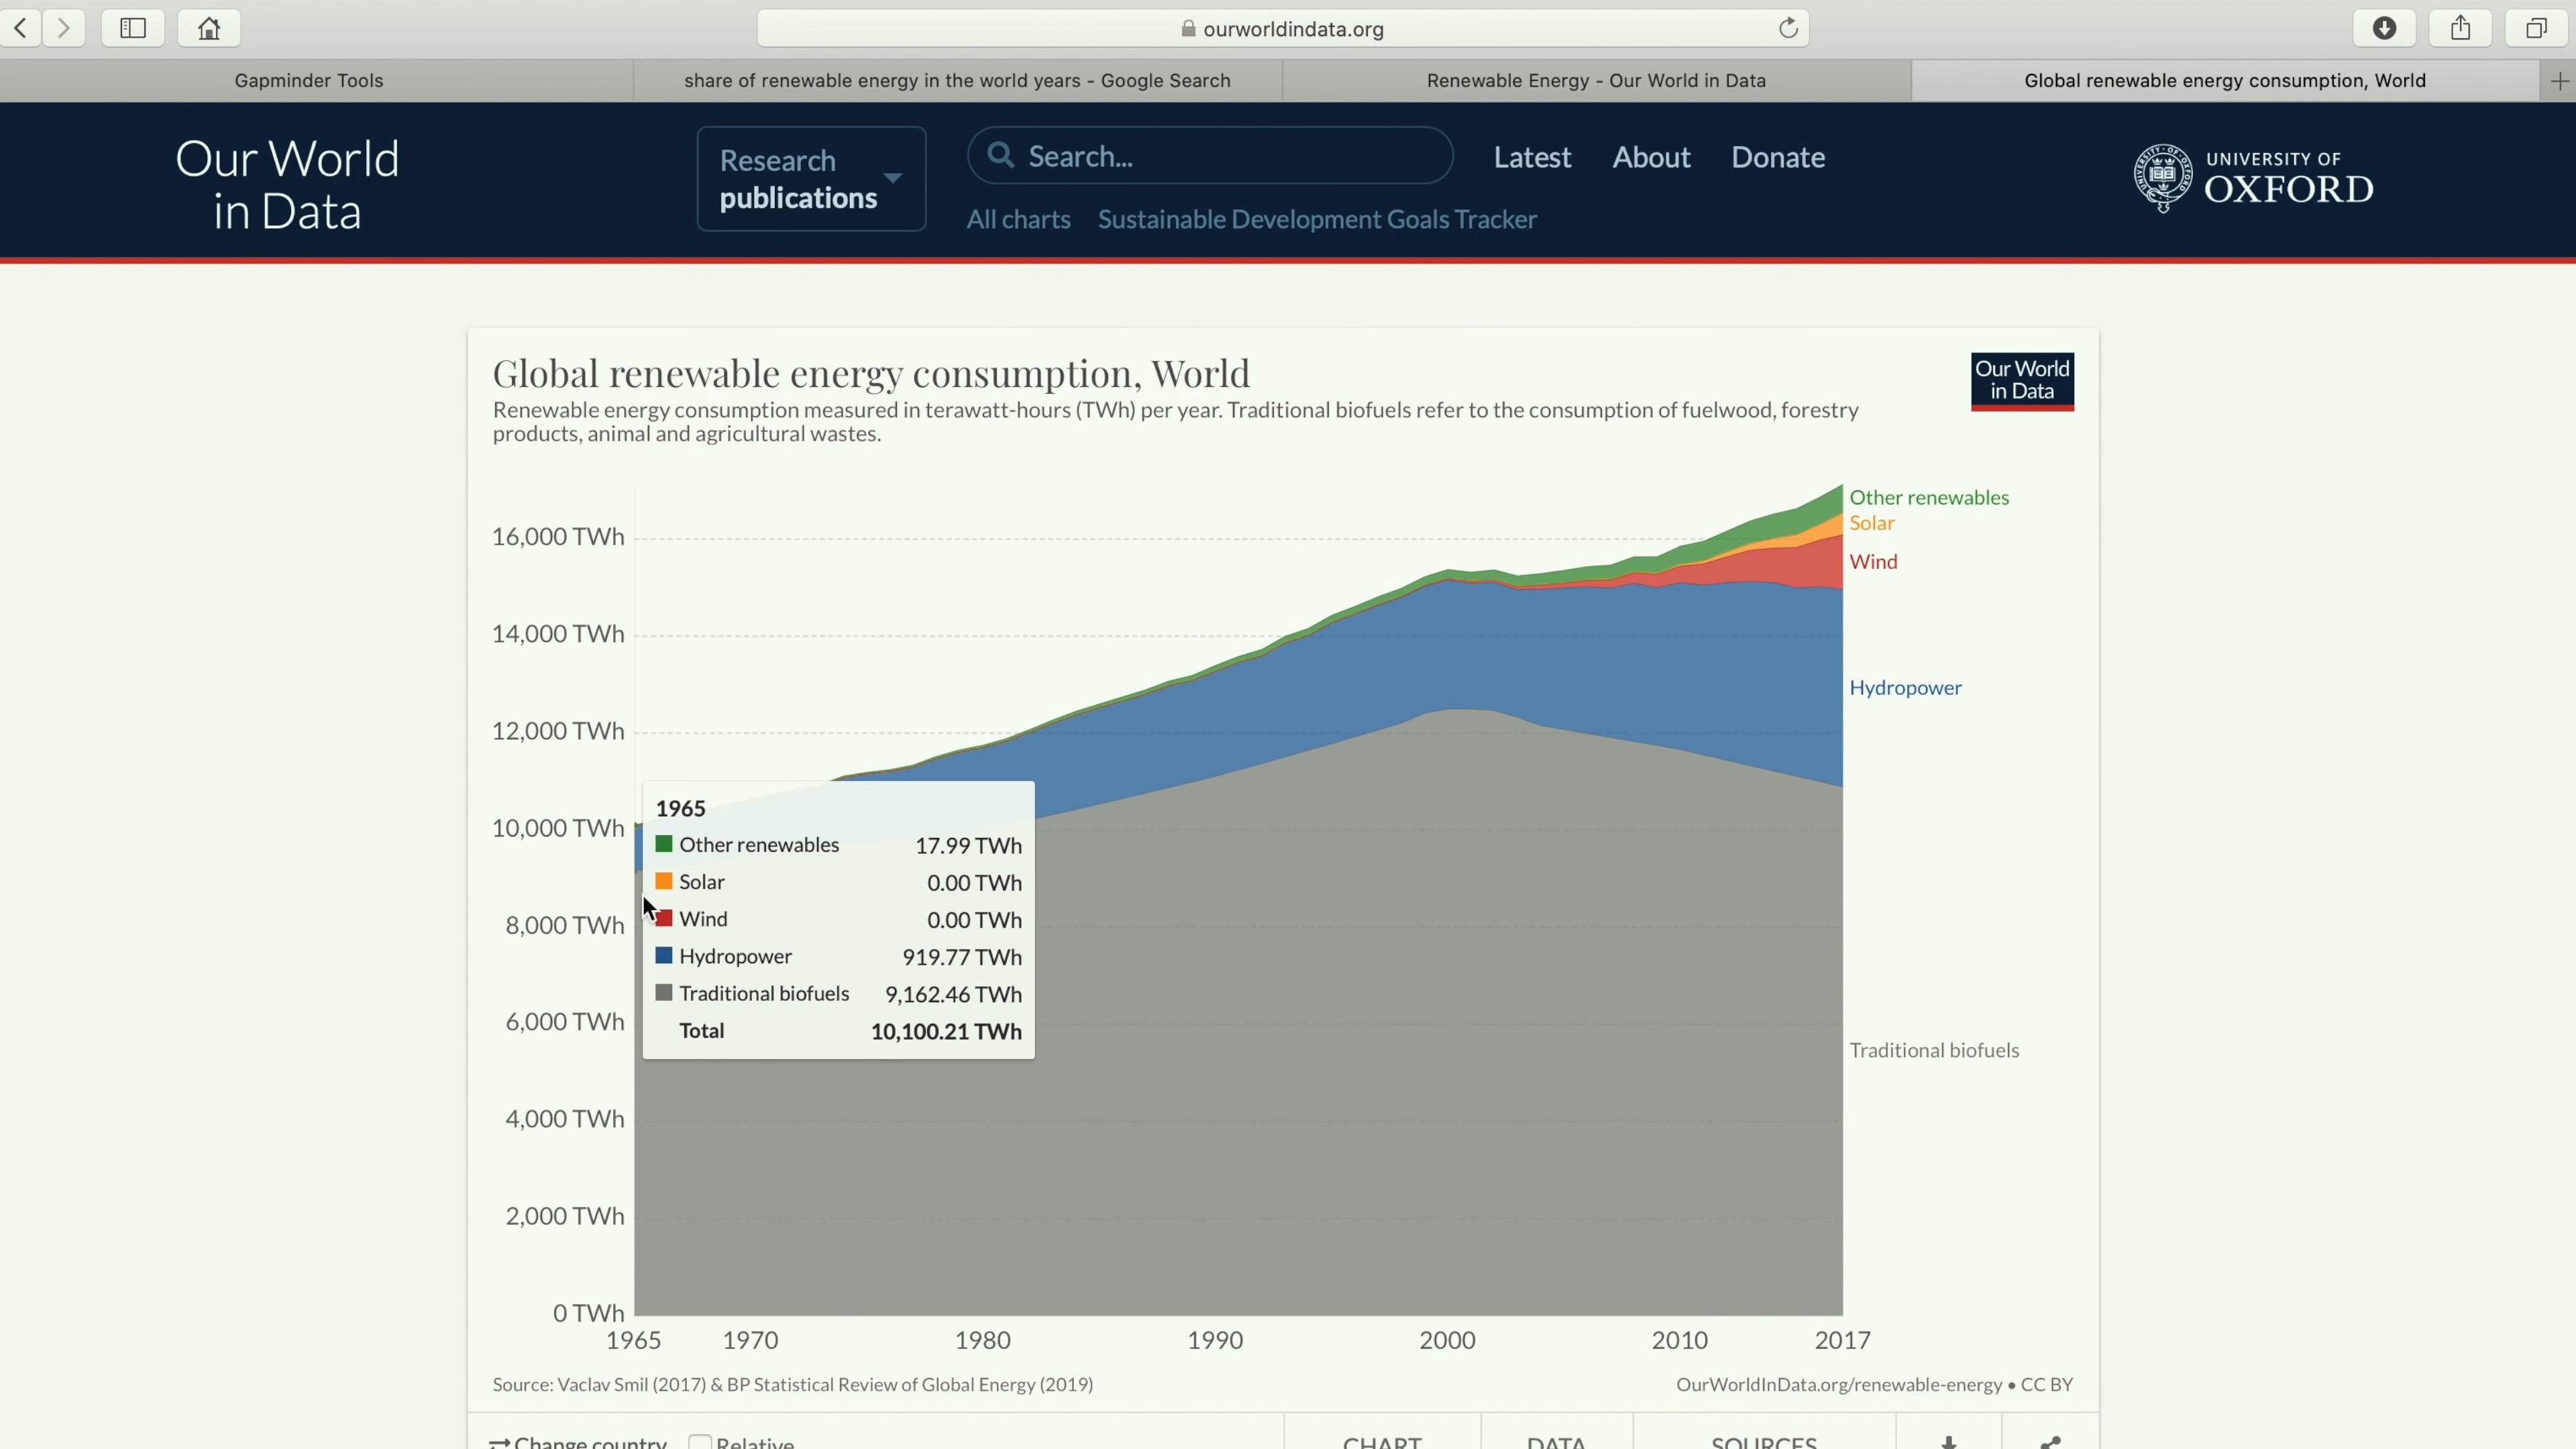 ourworldindata.org
Gapminder Tools
share of renewable energy in the world years - Google Search
Renewable Energy - Our World in Data
Global renewable energy consumption, World
Our World
in Data
Research
publications
Search...
Latest
About
Donate
All charts
Sustainable Development Goals Tracker
UNIVERSITY OF
OXFORD
Global renewable energy consumption, World
Renewable energy consumption measured in terawatt-hours (TWh) per year. Traditional biofuels refer to the consumption of fuelwood, forestry
products, animal and agricultural wastes.
Our World
in Data
16,000 TWh
14,000 TWh
12,000 TWh
10,000 TWh
8,000 TWh
6,000 TWh
4,000 TWh
2,000 TWh
0 TWh
Other renewables
Solar
Wind
Hydropower
Traditional biofuels
1965
Other renewables 17.99 TWh
Solar 0.00 TWh
Wind 0.00 TWh
Hydropower 919.77 TWh
Traditional biofuels 9,162.46 TWh
Total 10,100.21 TWh
1965 1970 1980 1990 2000 2010 2017
Source: Vaclav Smil (2017) & BP Statistical Review of Global Energy (2019)
OurWorldInData.org/renewable-energy • CC BY
Change country
Relative
CHART
DATA
SOURCES